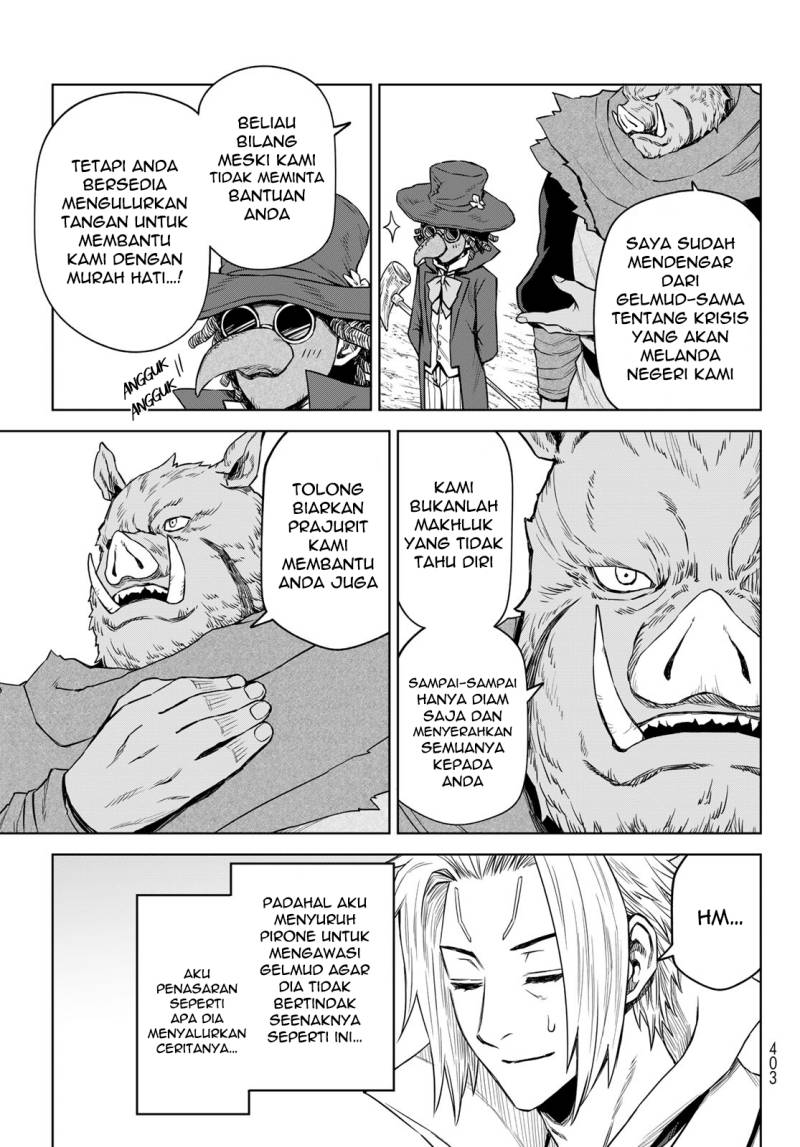 SAYA SUDAH
MENDENGAR
DARI
GELMUD-SAMA
TENTANG KRISIS
YANG AKAN
MELANDA
NEGERI KAMI
BELIAU
BILANG
MESKI KAMI
TIDAK MEMINTA
BANTUAN
ANDA
TETAPI ANDA
BERSEDIA
MENGULURKAN
TANGAN UNTUK
MEMBANTU
KAMI DENGAN
MURAH HATI...!
ANGGUK
ANGGUK
KAMI
BUKANLAH
MAKHLUK
YANG TIDAK
TAHU DIRI
SAMPAI-SAMPAI
HANYA DIAM
SAJA DAN
MENYERAHKAN
SEMUANYA
KEPADA
ANDA
TOLONG
BIARKAN
PRAJURIT
KAMI
MEMBANTU
ANDA JUGA
HM...
PADAHAL AKU
MENYURUH
PIRONE UNTUK
MENGAWASI
GELMUD AGAR
DIA TIDAK
BERTINDAK
SEENAKNYA
SEPERTI INI...
AKU
PENASARAN
SEPERTI
APA DIA
MENYALURKAN
CERITANYA...
403